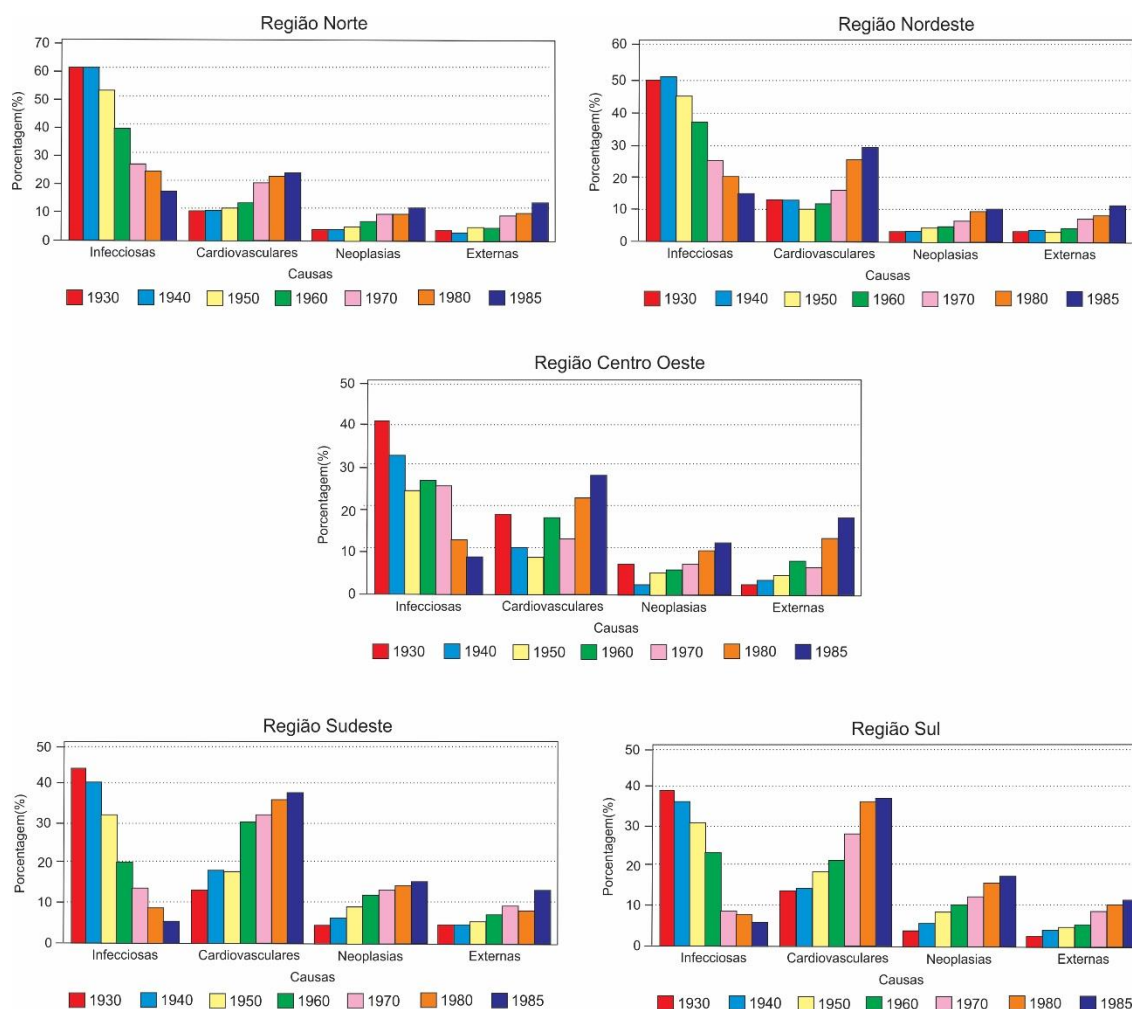 Região Norte
Porcentagem(%)
70
60
50
40
30
20
10
0
Infecciosas Cardiovasculares Neoplasias Externas
Causas
1930 1940 1950 1960 1970 1980 1985
Região Nordeste
Porcentagem(%)
60
50
40
30
20
10
0
Infecciosas Cardiovasculares Neoplasias Externas
Causas
1930 1940 1950 1960 1970 1980 1985
Região Centro Oeste
Porcentagem(%)
50
40
30
20
10
0
Infecciosas Cardiovasculares Neoplasias Externas
Causas
1930 1940 1950 1960 1970 1980 1985
Região Sudeste
Porcentagem(%)
50
40
30
20
10
0
Infecciosas Cardiovasculares Neoplasias Externas
Causas
1930 1940 1950 1960 1970 1980 1985
Região Sul
Porcentagem(%)
50
40
30
20
10
0
Infecciosas Cardiovasculares Neoplasias Externas
Causas
1930 1940 1950 1960 1970 1980 1985